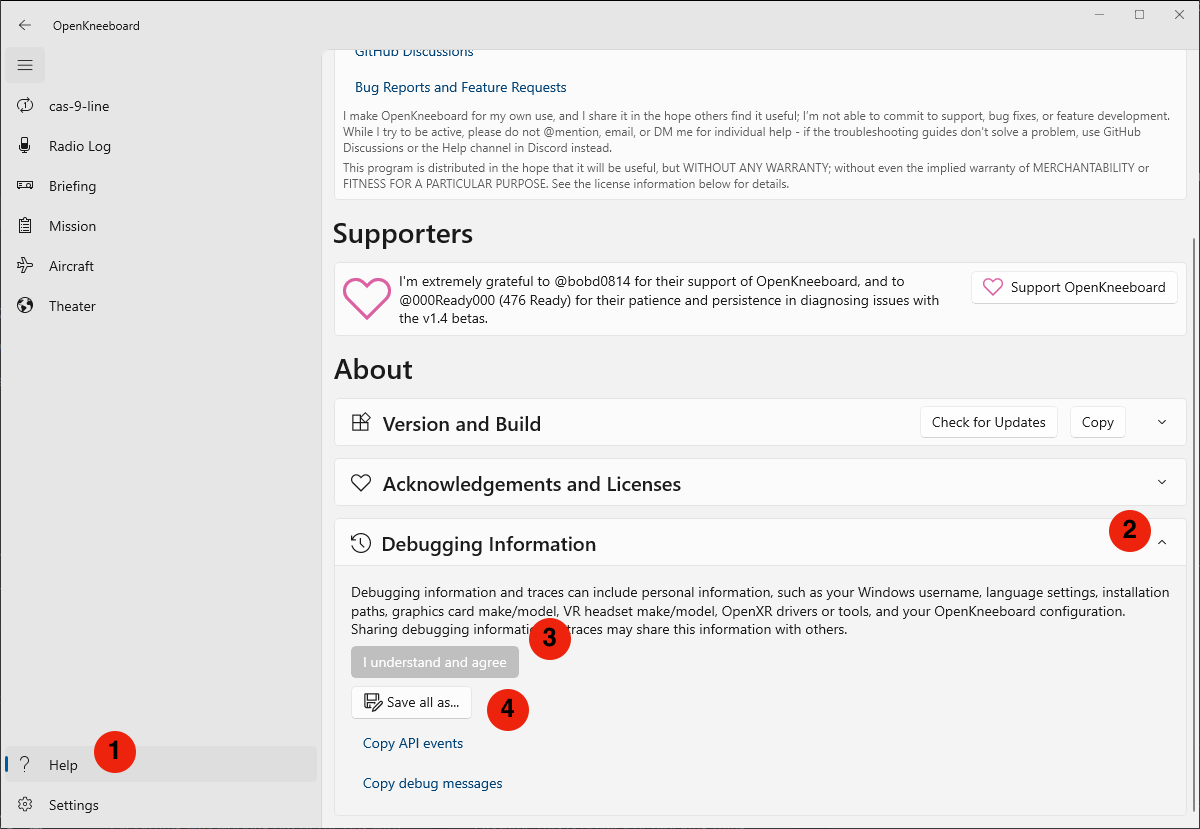 OpenKneeboard
cas-9-line
Radio Log
Briefing
Mission
Aircraft
Theater
1
Help
Settings
GitHub Discussions
Bug Reports and Feature Requests
I make OpenKneeboard for my own use, and I share it in the hope others find it useful; I'm not able to commit to support, bug fixes, or feature development.
While I try to be active, please do not @mention, email, or DM me for individual help - if the troubleshooting guides don't solve a problem, use GitHub
Discussions or the Help channel in Discord instead.
This program is distributed in the hope that it will be useful, but WITHOUT ANY WARRANTY; without even the implied warranty of MERCHANTABILITY or
FITNESS FOR A PARTICULAR PURPOSE. See the license information below for details.
Supporters
I'm extremely grateful to @bobd0814 for their support of OpenKneeboard, and to
@000Ready000 (476 Ready) for their patience and persistence in diagnosing issues with
the v1.4 betas.
Support OpenKneeboard
About
Version and Build
Check for Updates
Copy
Acknowledgements and Licenses
Debugging Information
2
Debugging information and traces can include personal information, such as your Windows username, language settings, installation
paths, graphics card make/model, VR headset make/model, OpenXR drivers or tools, and your OpenKneeboard configuration.
Sharing debugging informati traces may share this information with others.
3
I understand and agree
Save all as...
4
Copy API events
Copy debug messages